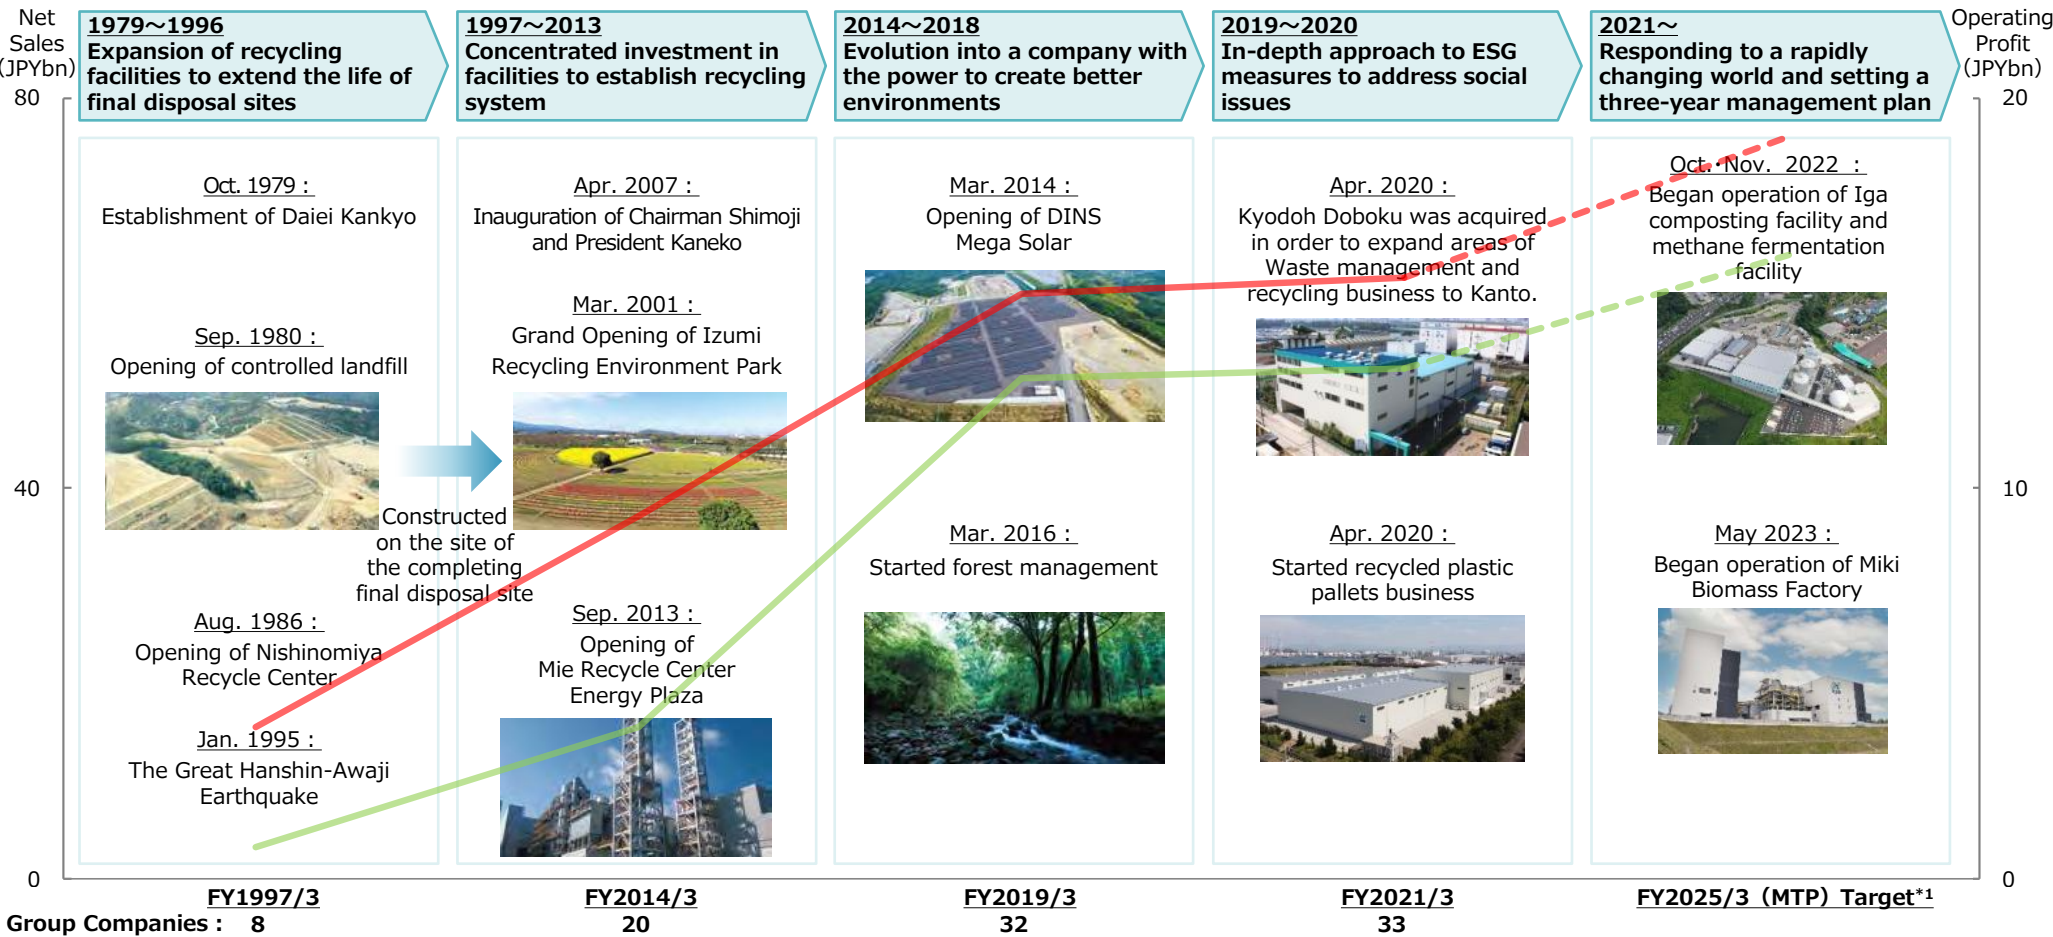 Net
Sales
(JPYbn)
80
40
0
1979～1996
Expansion of recycling
facilities to extend the life of
final disposal sites
1997～2013
Concentrated investment in
facilities to establish recycling
system
2014～2018
Evolution into a company with
the power to create better
environments
2019～2020
In-depth approach to ESG
measures to address social
issues
2021～
Responding to a rapidly
changing world and setting a
three-year management plan
Operating
Profit
(JPYbn)
20
10
0
Oct. 1979 :
Establishment of Daiei Kankyo
Sep. 1980 :
Opening of controlled landfill
Constructed
on the site of
the completing
final disposal site
Aug. 1986 :
Opening of Nishinomiya
Recycle Center
Jan. 1995 :
The Great Hanshin-Awaji
Earthquake
Apr. 2007 :
Inauguration of Chairman Shimoji
and President Kaneko
Mar. 2001 :
Grand Opening of Izumi
Recycling Environment Park
Sep. 2013 :
Opening of
Mie Recycle Center
Energy Plaza
Mar. 2014 :
Opening of DINS
Mega Solar
Mar. 2016 :
Started forest management
Apr. 2020 :
Kyodoh Doboku was acquired
in order to expand areas of
Waste management and
recycling business to Kanto.
Apr. 2020 :
Started recycled plastic
pallets business
Oct.・Nov. 2022 :
Began operation of Iga
composting facility and
methane fermentation
facility
May 2023 :
Began operation of Miki
Biomass Factory
FY1997/3
FY2014/3
FY2019/3
FY2021/3
FY2025/3（MTP）Target*1
Group Companies : 8
20
32
33